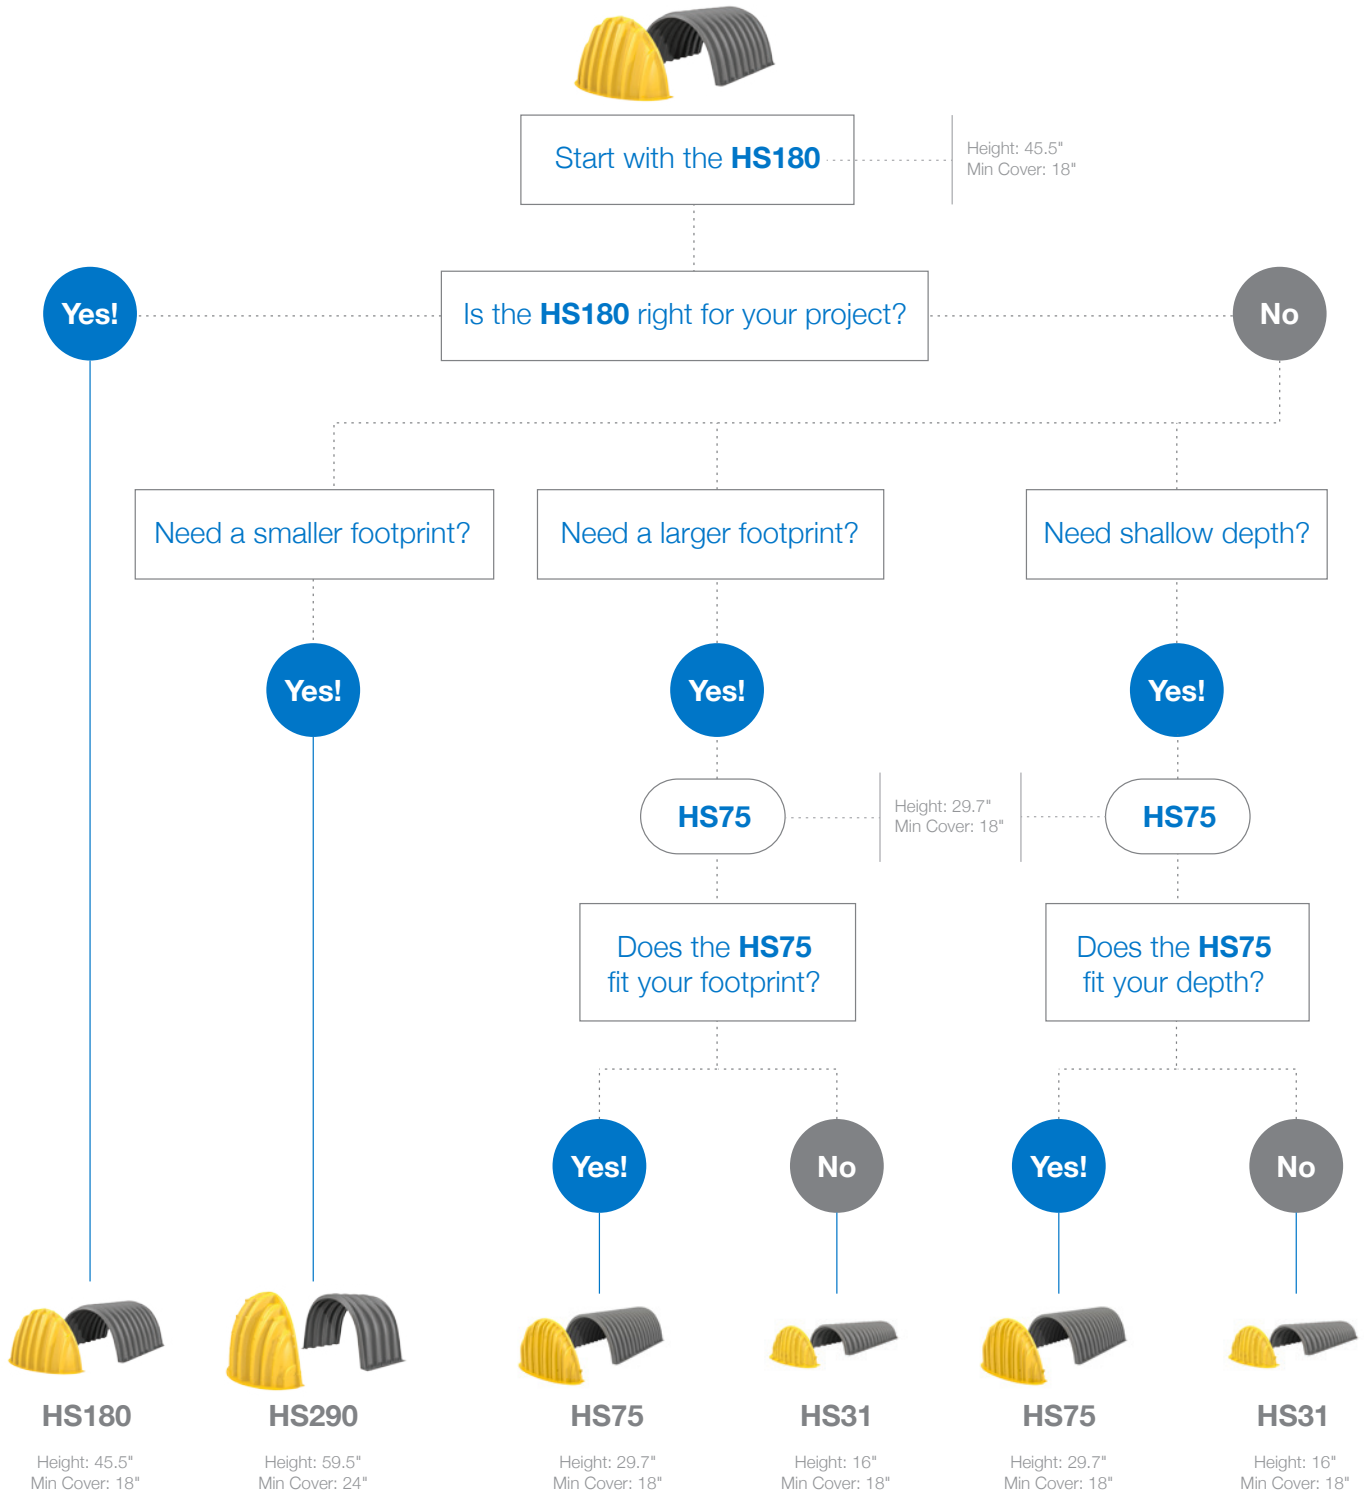 Start with the HS180
Height: 45.5"
Min Cover: 18"
Yes!
Is the HS180 right for your project?
No
Need a smaller footprint?
Need a larger footprint?
Need shallow depth?
Yes!
Yes!
Yes!
HS75
Height: 29.7"
Min Cover: 18"
HS75
Does the HS75
fit your footprint?
Does the HS75
fit your depth?
Yes!
No
Yes!
No
HS180
Height: 45.5"
Min Cover: 18"
HS290
Height: 59.5"
Min Cover: 24"
HS75
Height: 29.7"
Min Cover: 18"
HS31
Height: 16"
Min Cover: 18"
HS75
Height: 29.7"
Min Cover: 18"
HS31
Height: 16"
Min Cover: 18"